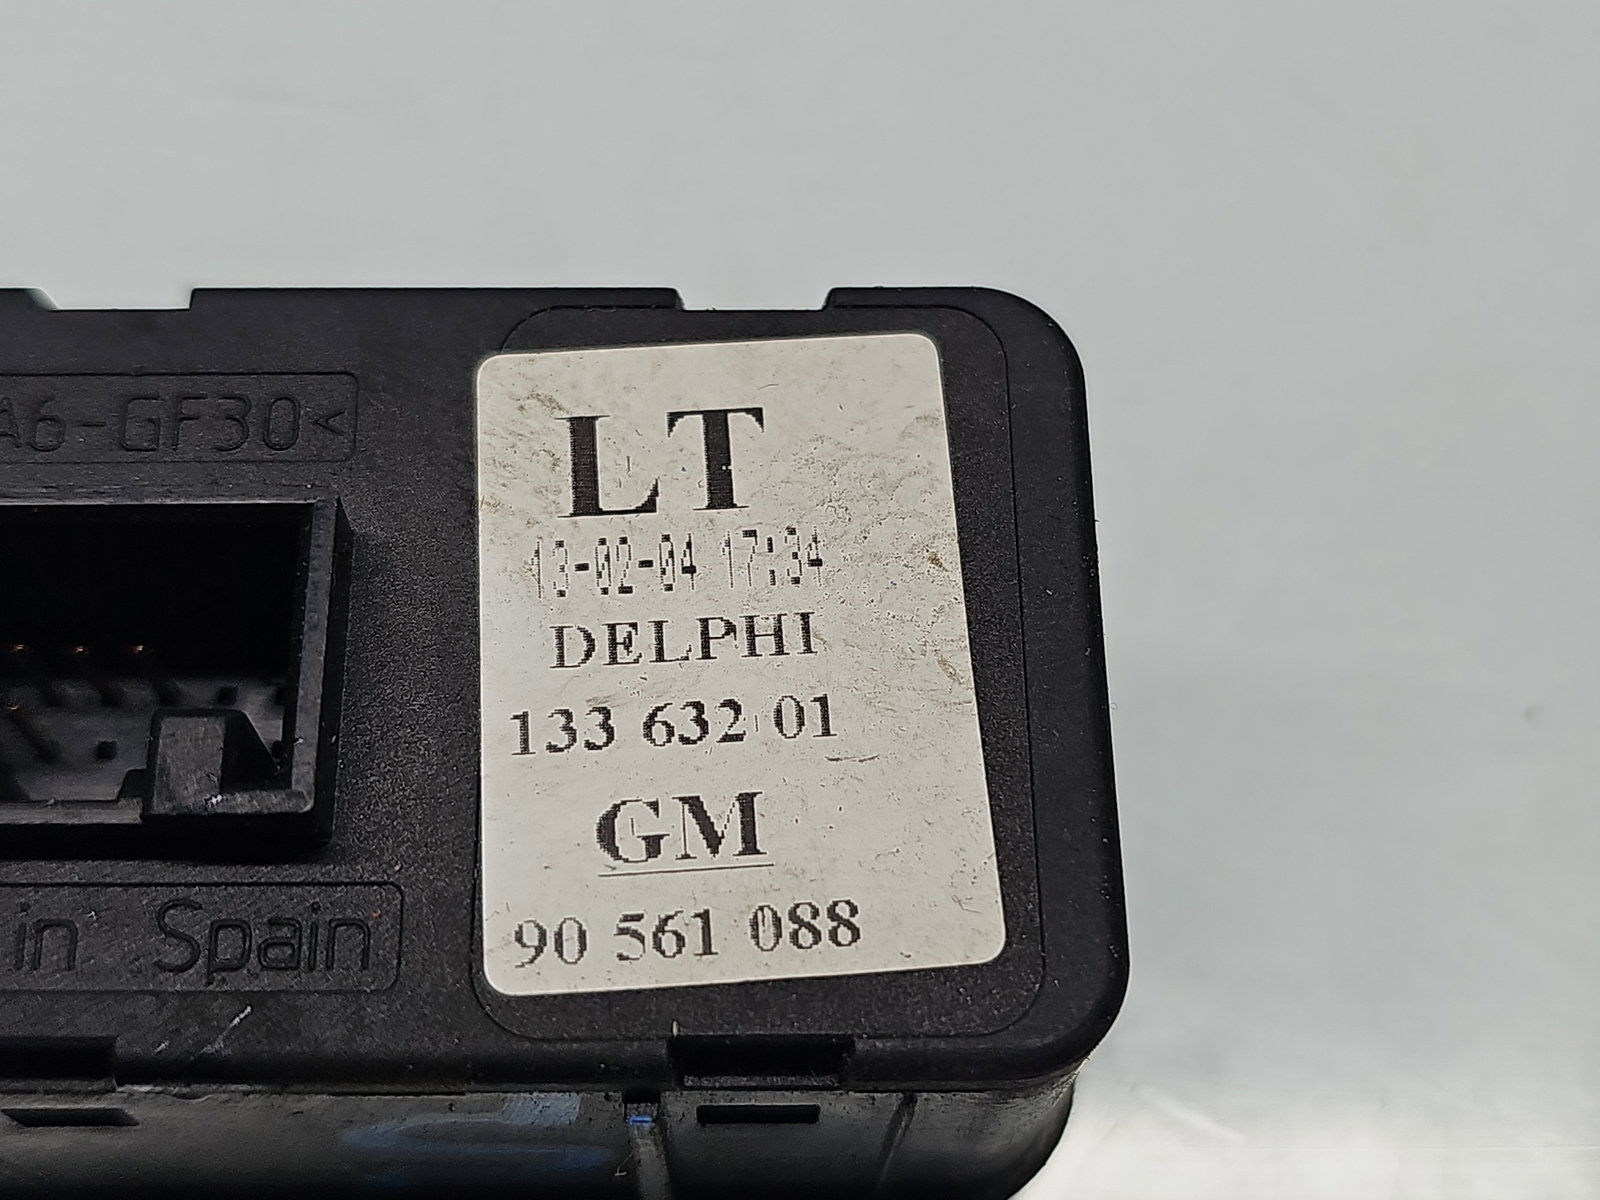 A6-GF30<
LT
13-02-04 17:34
DELPHI
133 632 01
GM
90 561 088
in Spain